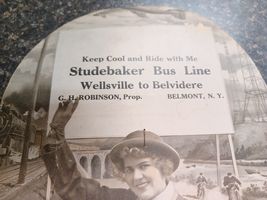 Keep Cool and Ride with Me
Studebaker Bus Line
Wellsville to Belvidere
G. H. ROBINSON, Prop. BELMONT, N. Y.